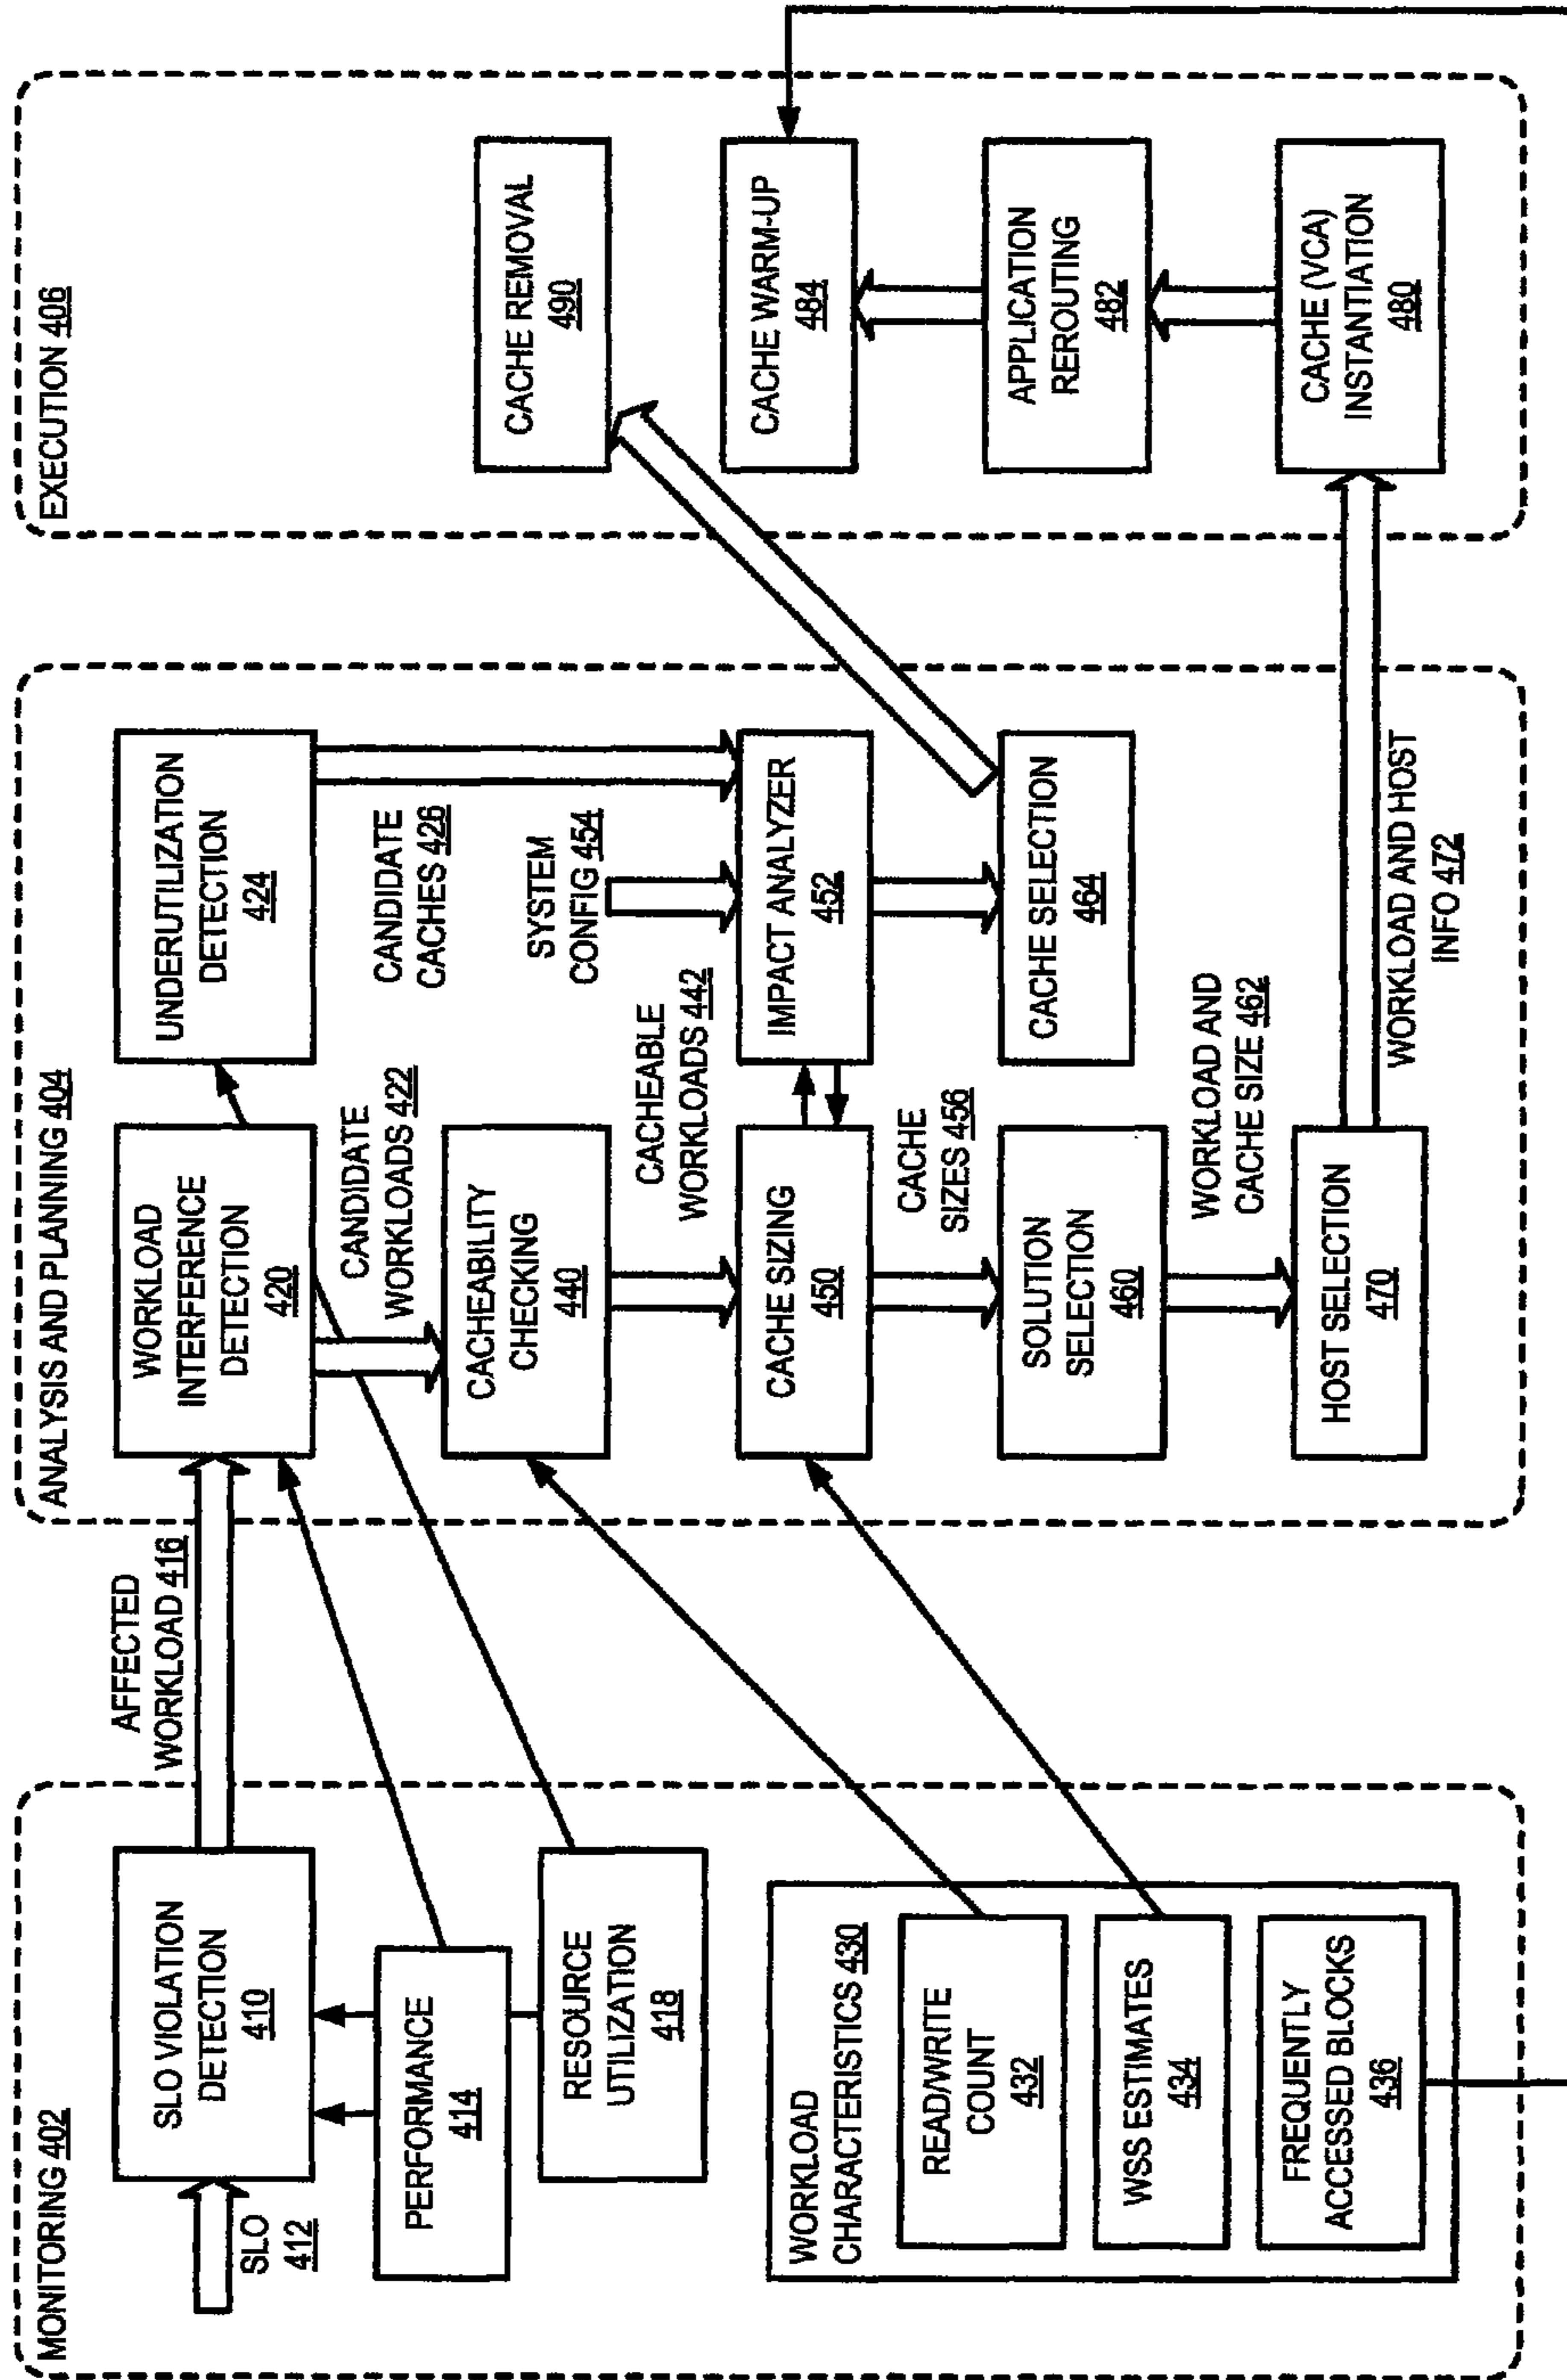 MONITORING 402
SLO
412
SLO VIOLATION
DETECTION
410
PERFORMANCE
414
RESOURCE
UTILIZATION
418
WORKLOAD
CHARACTERISTICS 430
READ/WRITE
COUNT
432
WSS ESTIMATES
434
FREQUENTLY
ACCESSED BLOCKS
436
AFFECTED
WORKLOAD 416
ANALYSIS AND PLANNING 404
WORKLOAD
INTERFERENCE
DETECTION
420
UNDERUTILIZATION
DETECTION
424
CANDIDATE
WORKLOADS 422
CANDIDATE
CACHES 426
CACHEABILITY
CHECKING
440
SYSTEM
CONFIG 454
CACHEABLE
WORKLOADS 442
CACHE SIZING
450
IMPACT ANALYZER
452
CACHE
SIZES 456
SOLUTION
SELECTION
460
CACHE SELECTION
464
WORKLOAD AND
CACHE SIZE 462
HOST SELECTION
470
WORKLOAD AND HOST
INFO 472
EXECUTION 406
CACHE REMOVAL
490
CACHE WARM-UP
484
APPLICATION
REROUTING
482
CACHE (VCA)
INSTANTIATION
480